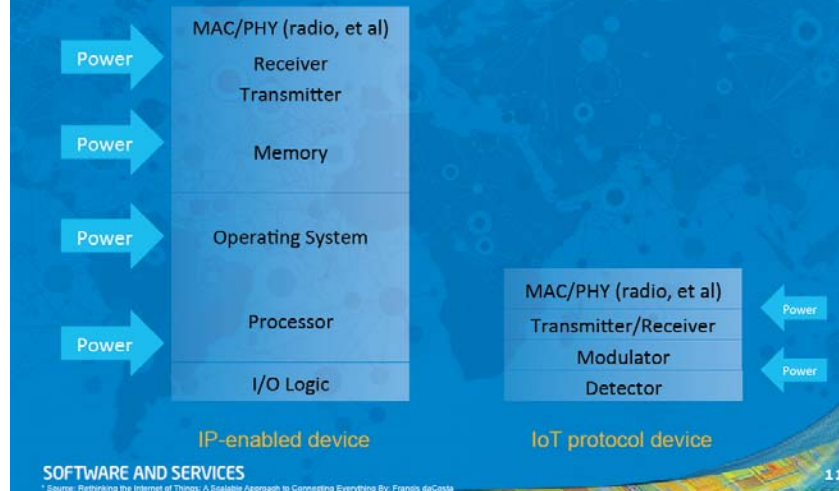 MAC/PHY (radio, et al)
Receiver
Transmitter
Memory
Operating System
Processor
I/O Logic
Power
Power
Power
Power
IP-enabled device
MAC/PHY (radio, et al)
Transmitter/Receiver
Modulator
Detector
Power
Power
IoT protocol device
SOFTWARE AND SERVICES
* Source: Rethinking the Internet of Things: A Scalable Approach to Connecting Everything By: Francis daCosta